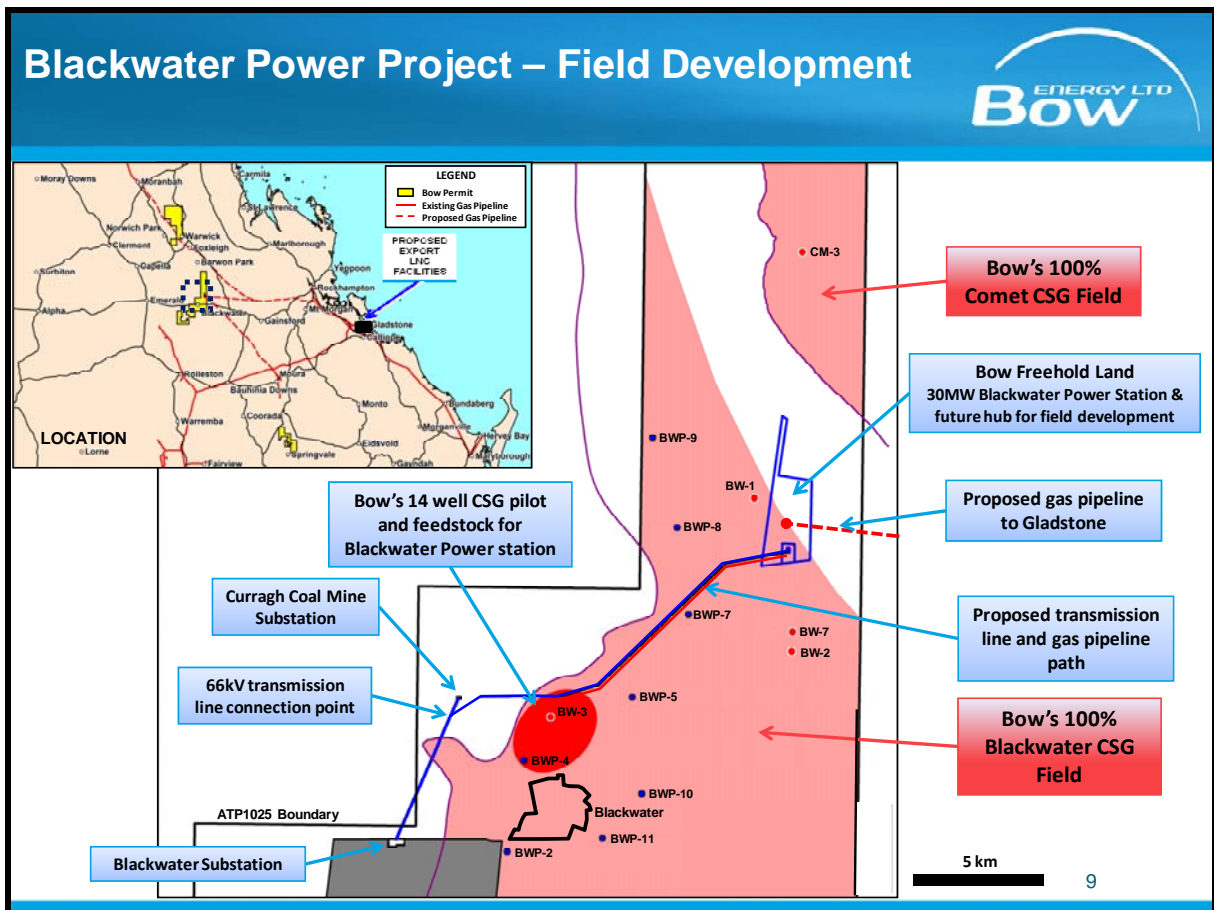 Blackwater Power Project – Field Development
BOW
ENERGY LTD
LEGEND
Bow Permit
Existing Gas Pipeline
Proposed Gas Pipeline
PROPOSED
EXPORT
LNG
FACILITIES
Moray Downs
Moranbah
Carmila
St Lawrence
Norwich Park
Warwick
Foxleigh
Clermont
Marlborough
Capella
Barwon Park
Surbiton
Yeppoon
Rockhampton
Emerald
Mt Morgan
Alpha
Blackwater
Gainsford
Gladstone
Calliope
Rolleston
Moura
Bauhinia Downs
Bundaberg
Monto
Warremba
Coorada
Morganville
LOCATION
Lorne
Eidsvold
Hervey Bay
Springvale
Maryborough
Fairview
Gayndah
CM-3
Bow's 100%
Comet CSG Field
Bow Freehold Land
30MW Blackwater Power Station &
future hub for field development
BWP-9
Bow's 14 well CSG pilot
and feedstock for
Blackwater Power station
BW-1
Proposed gas pipeline
to Gladstone
BWP-8
Curragh Coal Mine
Substation
BWP-7
Proposed transmission
line and gas pipeline
path
BW-7
BW-2
66kV transmission
line connection point
BWP-5
BW-3
Bow's 100%
Blackwater CSG
Field
BWP-4
BWP-10
ATP1025 Boundary
Blackwater
BWP-11
Blackwater Substation
BWP-2
5 km
9